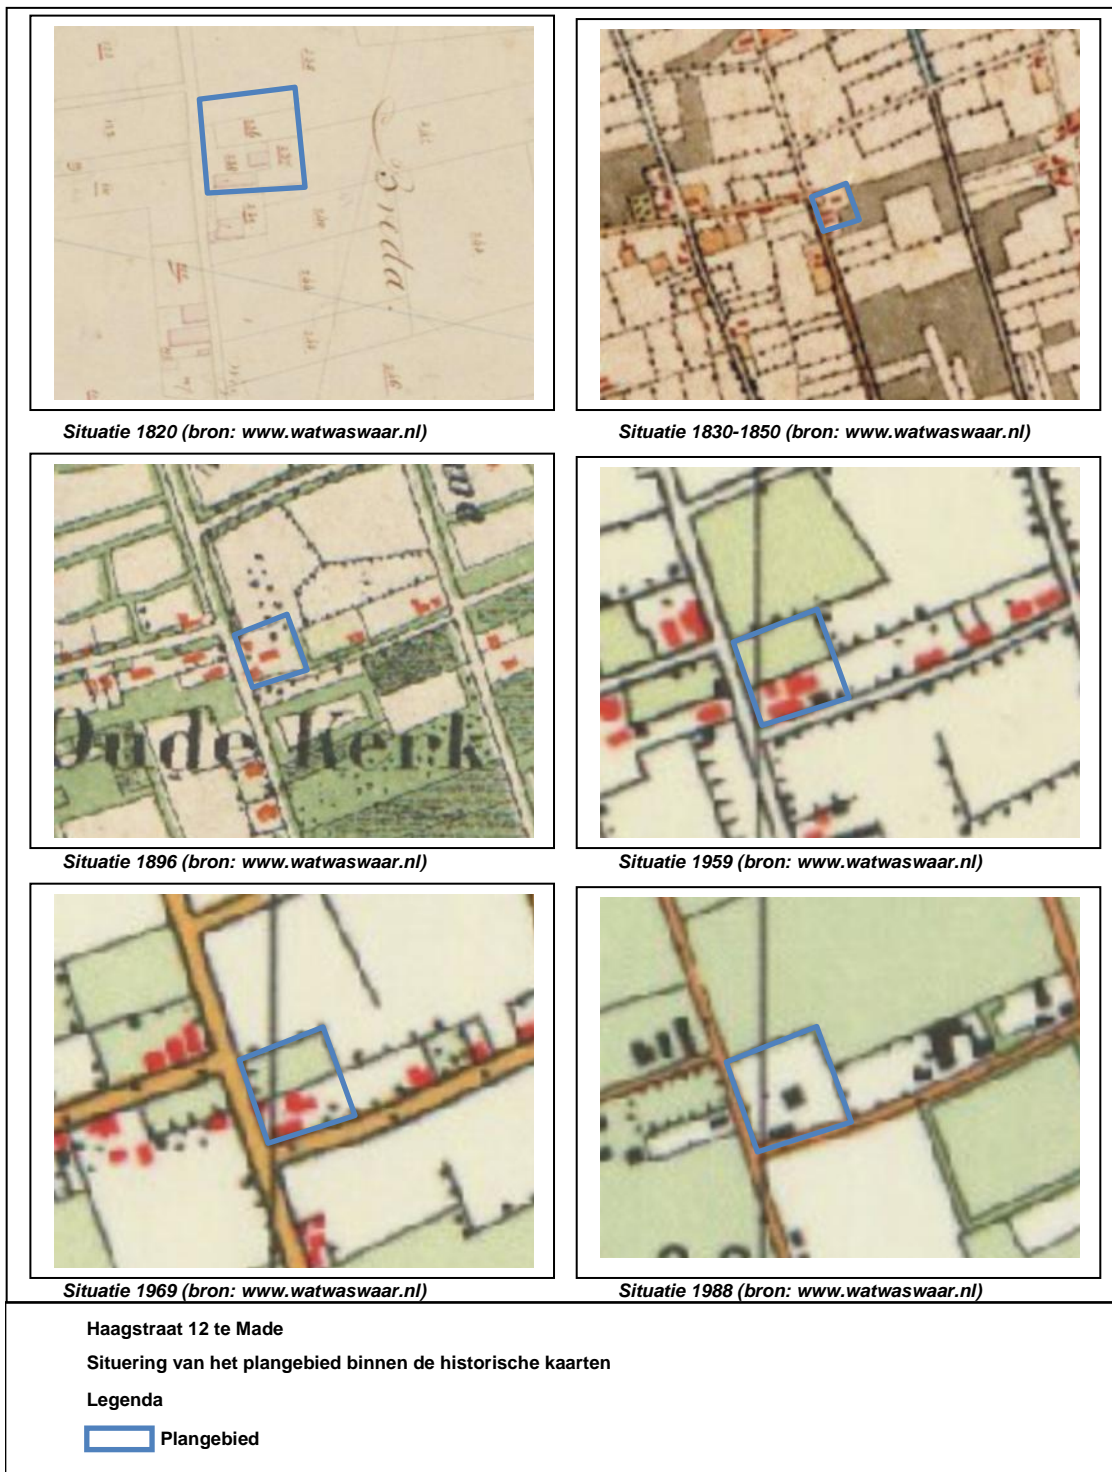 Breda.
Situatie 1820 (bron: www.watwaswaar.nl)
Situatie 1830-1850 (bron: www.watwaswaar.nl)
Oude Kerk
Situatie 1896 (bron: www.watwaswaar.nl)
Situatie 1959 (bron: www.watwaswaar.nl)
Situatie 1969 (bron: www.watwaswaar.nl)
Situatie 1988 (bron: www.watwaswaar.nl)
Haagstraat 12 te Made
Situering van het plangebied binnen de historische kaarten
Legenda
Plangebied